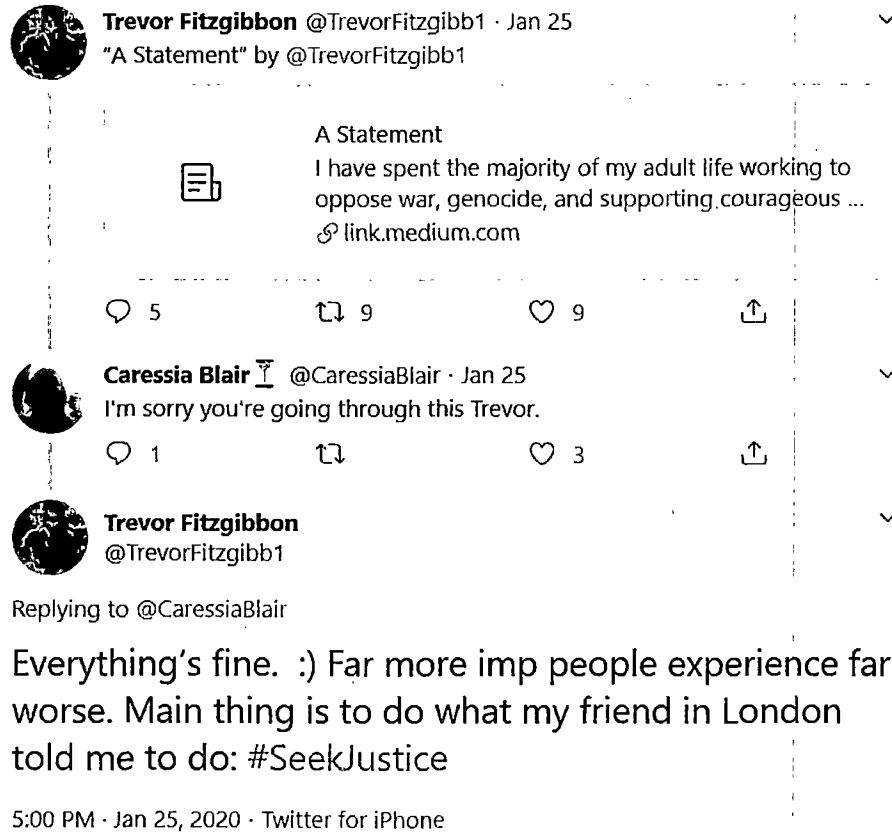 Trevor Fitzgibbon @TrevorFitzgibb1 · Jan 25
"A Statement" by @TrevorFitzgibb1
A Statement
I have spent the majority of my adult life working to
oppose war, genocide, and supporting courageous ...
link.medium.com
5 9 9
Caressia Blair @CaressiaBlair · Jan 25
I'm sorry you're going through this Trevor.
1 3
Trevor Fitzgibbon
@TrevorFitzgibb1
Replying to @CaressiaBlair
Everything's fine. :) Far more imp people experience far
worse. Main thing is to do what my friend in London
told me to do: #SeekJustice
5:00 PM · Jan 25, 2020 · Twitter for iPhone